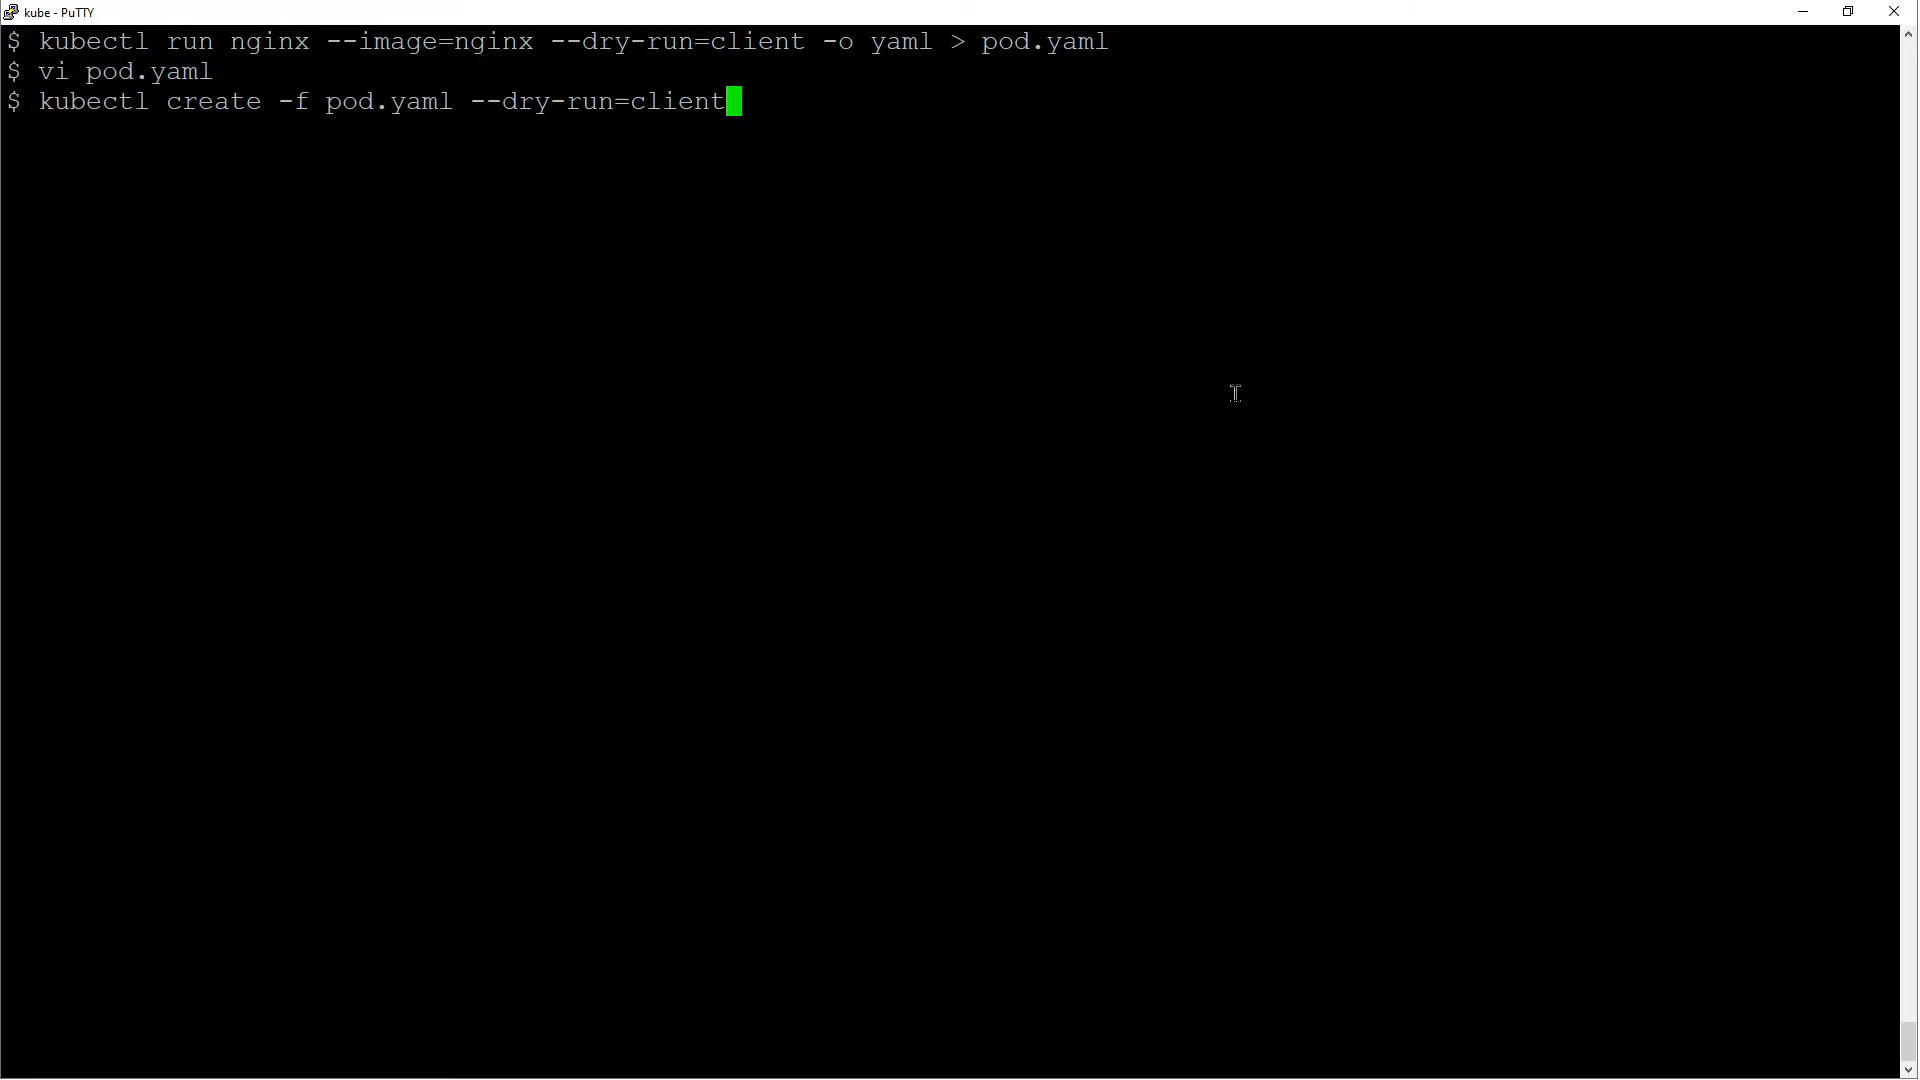 kube - PuTTY
$ kubectl run nginx --image=nginx --dry-run=client -o yaml > pod.yaml
$ vi pod.yaml
$ kubectl create -f pod.yaml --dry-run=client